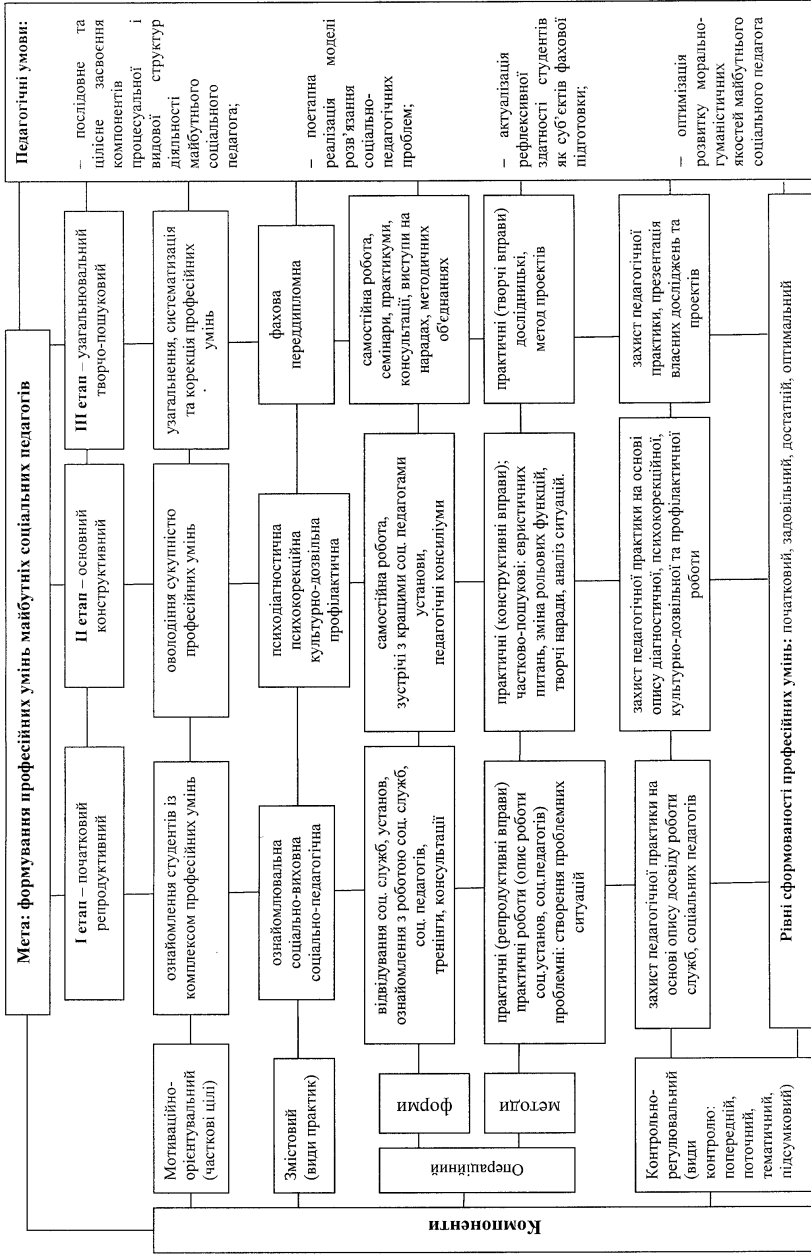 Мета: формування професійних умінь майбутніх соціальних педагогів
І етап – початковий
репродуктивний
ІІ етап – основний
конструктивний
ІІІ етап – узагальнювальний
творчо-пошуковий
Компоненти
Мотиваційно-
орієнтувальний
(часткові цілі)
ознайомлення студентів із
комплексом професійних умінь
оволодіння сукупністю
професійних умінь
узагальнення, систематизація
та корекція професійних
умінь
Змістовий
(види практик)
ознайомлювальна
соціально-виховна
соціально-педагогічна
психодіагностична
психокорекційна
культурно-дозвільна
профілактична
фахова
переддипломна
Операційний
форми
відвідування соц. служб, установ,
ознайомлення з роботою соц. служб,
соц. педагогів,
тренінги, консультації
самостійна робота,
зустрічі з кращими соц. педагогами
установи,
педагогічні консиліуми
самостійна робота,
семінари, практикуми,
консультації, виступи на
нарадах, методичних
об'єднаннях
методи
практичні (репродуктивні вправи)
практичні роботи (опис роботи
соц.установ, соц.педагогів)
проблемні: створення проблемних
ситуацій
практичні (конструктивні вправи);
частково-пошукові: евристичних
питань, зміна рольових функцій,
творчі наради, аналіз ситуацій.
практичні (творчі вправи)
дослідницькі,
метод проектів
Контрольно-
регулювальний
(види
контролю:
попередній,
поточний,
тематичний,
підсумковий)
захист педагогічної практики на
основі опису досвіду роботи
служб, соціальних педагогів
захист педагогічної практики на основі
опису діагностичної, психокорекційної,
культурно-дозвільної та профілактичної
роботи
захист педагогічної
практики, презентація
власних досліджень та
проектів
Рівні сформованості професійних умінь: початковий, задовільний, достатній, оптимальний
Педагогічні умови:
– послідовне та
цілісне засвоєння
компонентів
процесуальної і
видової структур
діяльності
майбутнього
соціального
педагога;
– поетапна
реалізація моделі
розв'язання
соціально-
педагогічних
проблем;
– актуалізація
рефлексивної
здатності студентів
як суб'єктів фахової
підготовки;
– оптимізація
розвитку морально-
гуманістичних
якостей майбутнього
соціального педагога